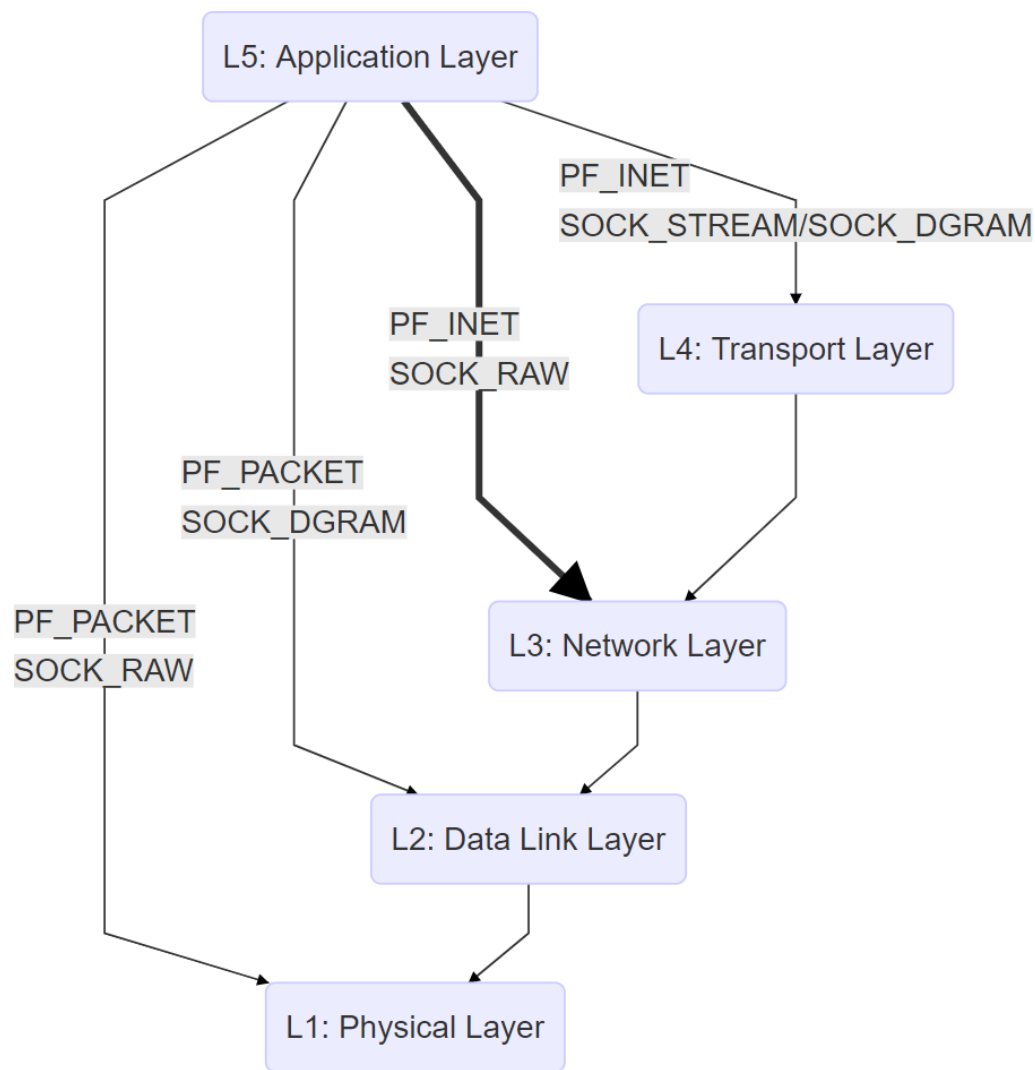 L5: Application Layer
PF_INET
SOCK_STREAM/SOCK_DGRAM
PF_INET
SOCK_RAW
L4: Transport Layer
PF_PACKET
SOCK_DGRAM
PF_PACKET
SOCK_RAW
L3: Network Layer
L2: Data Link Layer
L1: Physical Layer